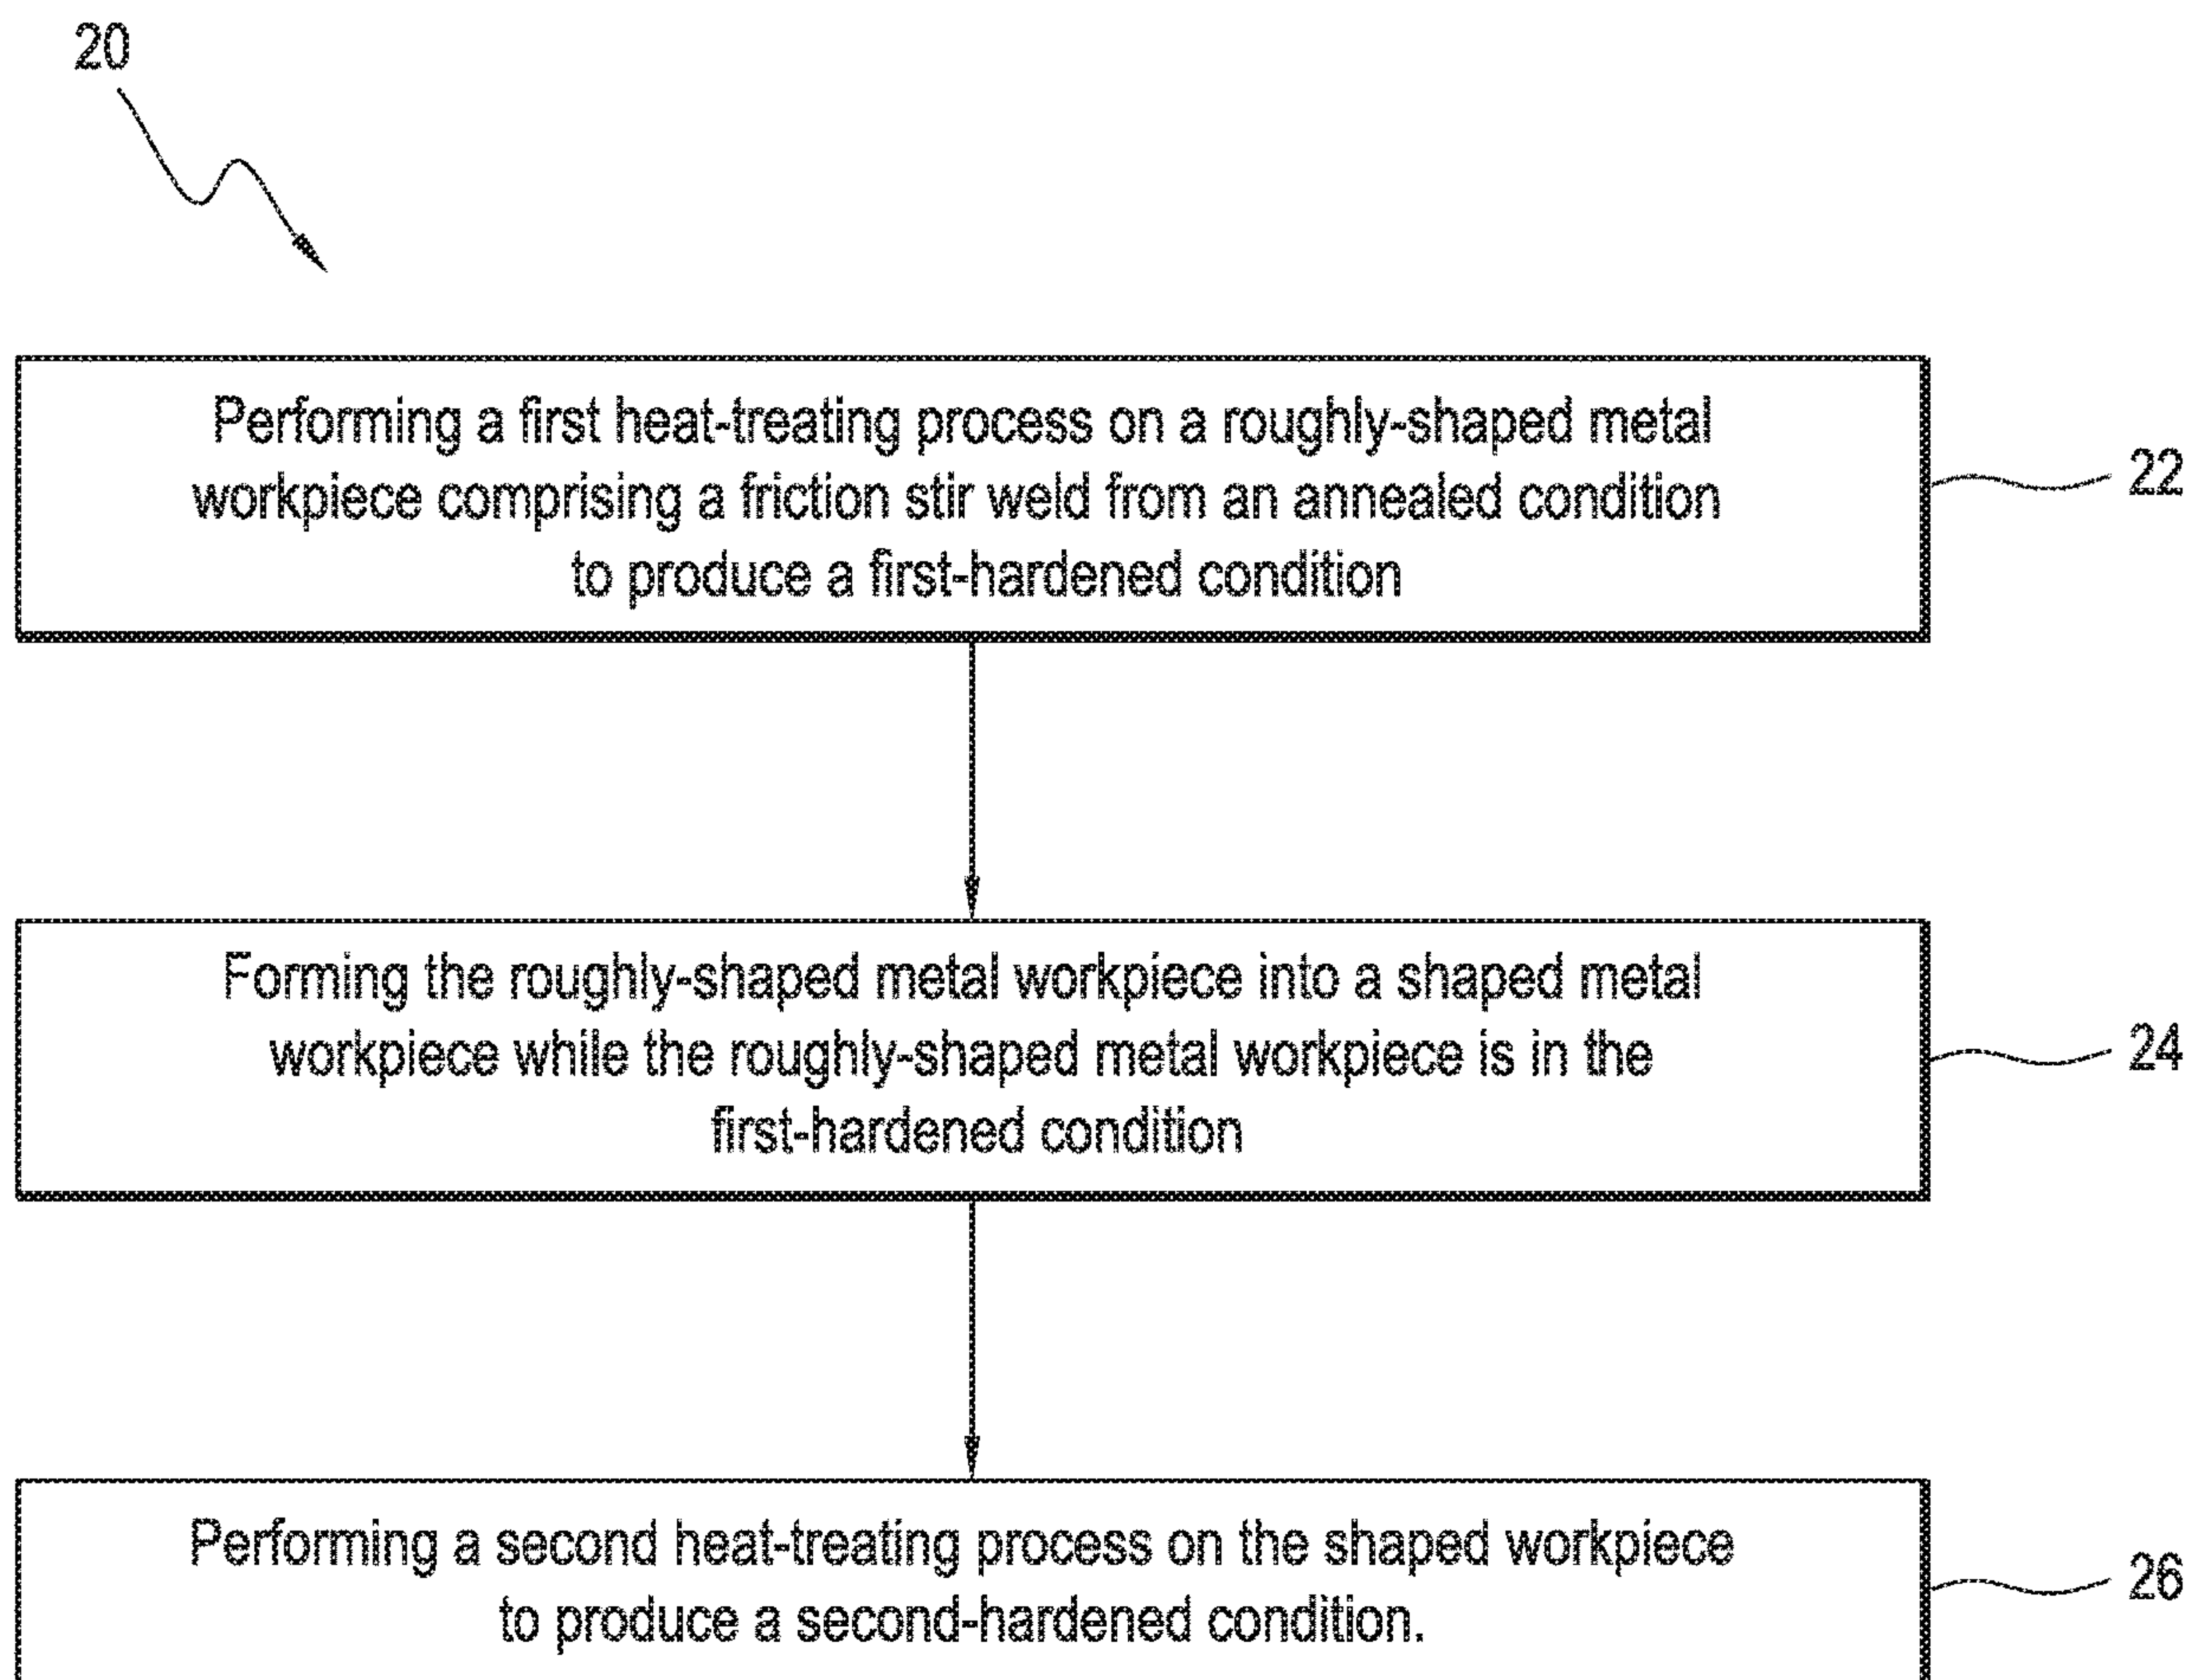 20
Performing a first heat-treating process on a roughly-shaped metal
workpiece comprising a friction stir weld from an annealed condition
to produce a first-hardened condition
22
Forming the roughly-shaped metal workpiece into a shaped metal
workpiece while the roughly-shaped metal workpiece is in the
first-hardened condition
24
Performing a second heat-treating process on the shaped workpiece
to produce a second-hardened condition.
26